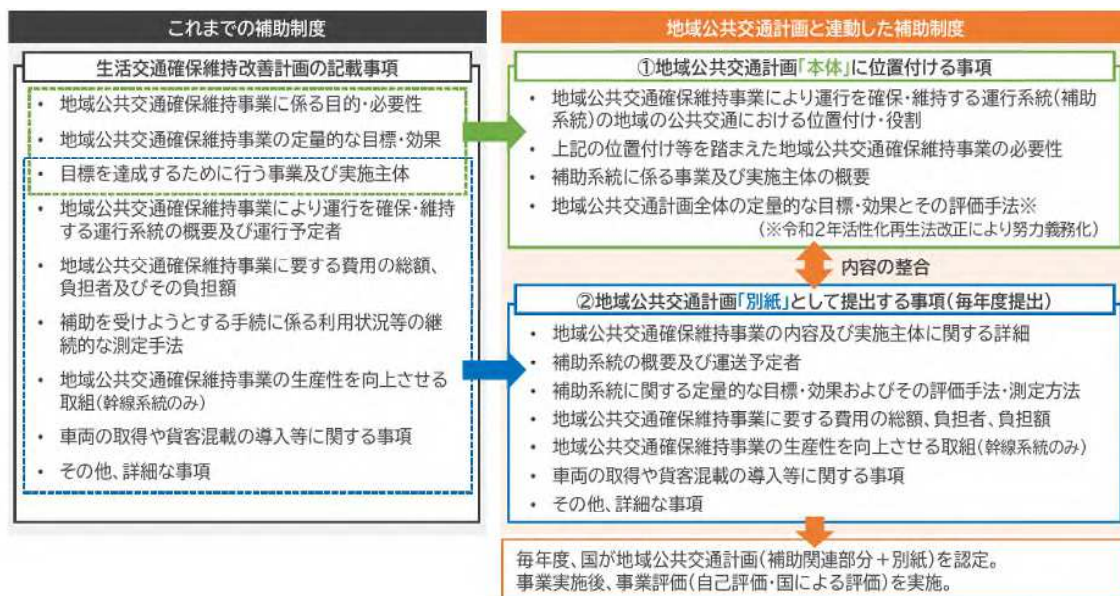 これまでの補助制度
生活交通確保維持改善計画の記載事項
・ 地域公共交通確保維持事業に係る目的・必要性
・ 地域公共交通確保維持事業の定量的な目標・効果
・ 目標を達成するために行う事業及び実施主体
・ 地域公共交通確保維持事業により運行を確保・維持
する運行系統の概要及び運行予定者
・ 地域公共交通確保維持事業に要する費用の総額、
負担者及びその負担額
・ 補助を受けようとする手続に係る利用状況等の継
続的な測定手法
・ 地域公共交通確保維持事業の生産性を向上させる
取組(幹線系統のみ)
・ 車両の取得や貨客混載の導入等に関する事項
・ その他、詳細な事項
地域公共交通計画と連動した補助制度
①地域公共交通計画「本体」に位置付ける事項
・ 地域公共交通確保維持事業により運行を確保・維持する運行系統(補助
系統)の地域の公共交通における位置付け・役割
・ 上記の位置付け等を踏まえた地域公共交通確保維持事業の必要性
・ 補助系統に係る事業及び実施主体の概要
・ 地域公共交通計画全体の定量的な目標・効果とその評価手法※
(※令和2年活性化再生法改正により努力義務化)
内容の整合
②地域公共交通計画「別紙」として提出する事項(毎年度提出)
・ 地域公共交通確保維持事業の内容及び実施主体に関する詳細
・ 補助系統の概要及び運送予定者
・ 補助系統に関する定量的な目標・効果およびその評価手法・測定方法
・ 地域公共交通確保維持事業に要する費用の総額、負担者、負担額
・ 地域公共交通確保維持事業の生産性を向上させる取組(幹線系統のみ)
・ 車両の取得や貨客混載の導入等に関する事項
・ その他、詳細な事項
毎年度、国が地域公共交通計画(補助関連部分＋別紙)を認定。
事業実施後、事業評価(自己評価・国による評価)を実施。